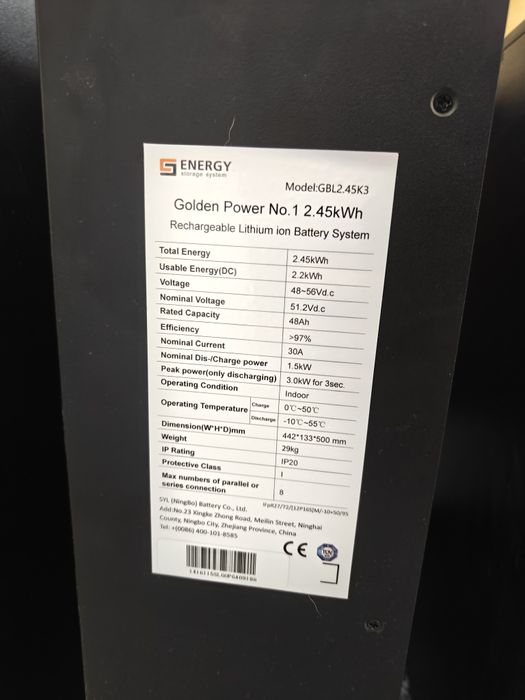 ENERGY
storage system
Model:GBL2.45K3
Golden Power No.1 2.45kWh
Rechargeable Lithium ion Battery System
Total Energy 2.45kWh
Usable Energy(DC) 2.2kWh
Voltage 48~56Vd.c
Nominal Voltage 51.2Vd.c
Rated Capacity 48Ah
Efficiency >97%
Nominal Current 30A
Nominal Dis-/Charge power 1.5kW
Peak power(only discharging) 3.0kW for 3sec.
Operating Condition Indoor
Operating Temperature Charge 0℃~50℃
Discharge -10℃~55℃
Dimension(W*H*D)mm 442*133*500 mm
Weight 29kg
IP Rating IP20
Protective Class I
Max numbers of parallel or
series connection 8
SYL (Ningbo) Battery Co., Ltd.
Add:No.23 Xingke Zhong Road, Meilin Street, Ninghai
County, Ningbo City, Zhejiang Province, China
Tel: +(0086) 400-101-8585
CE
TUV